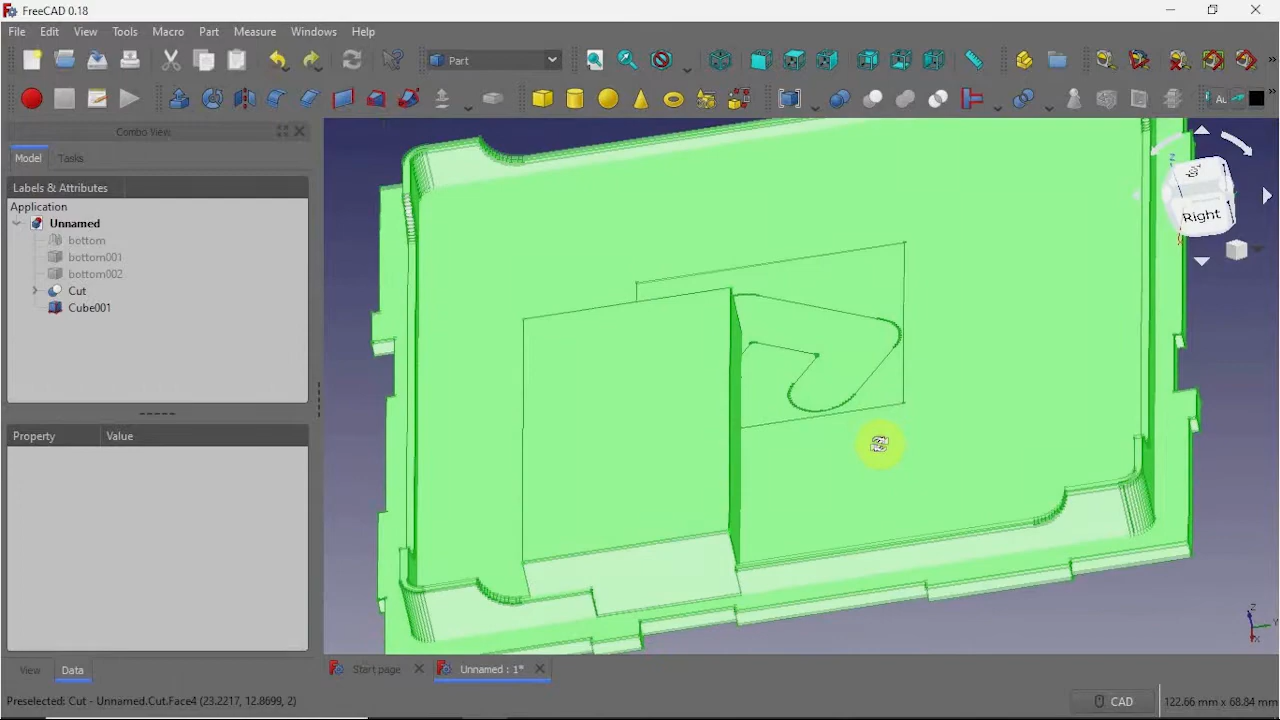 FreeCAD 0.18
File Edit View Tools Macro Part Measure Windows Help
Part
AL
Combo View
Model Tasks
Labels & Attributes
Application
Unnamed
bottom
bottom001
bottom002
Cut
Cube001
Property Value
View Data
Right
Z
Y
X
Start page
Unnamed : 1*
Preselected: Cut - Unnamed.Cut.Face4 (23.2217, 12.8699, 2)
CAD
122.66 mm x 68.84 mm